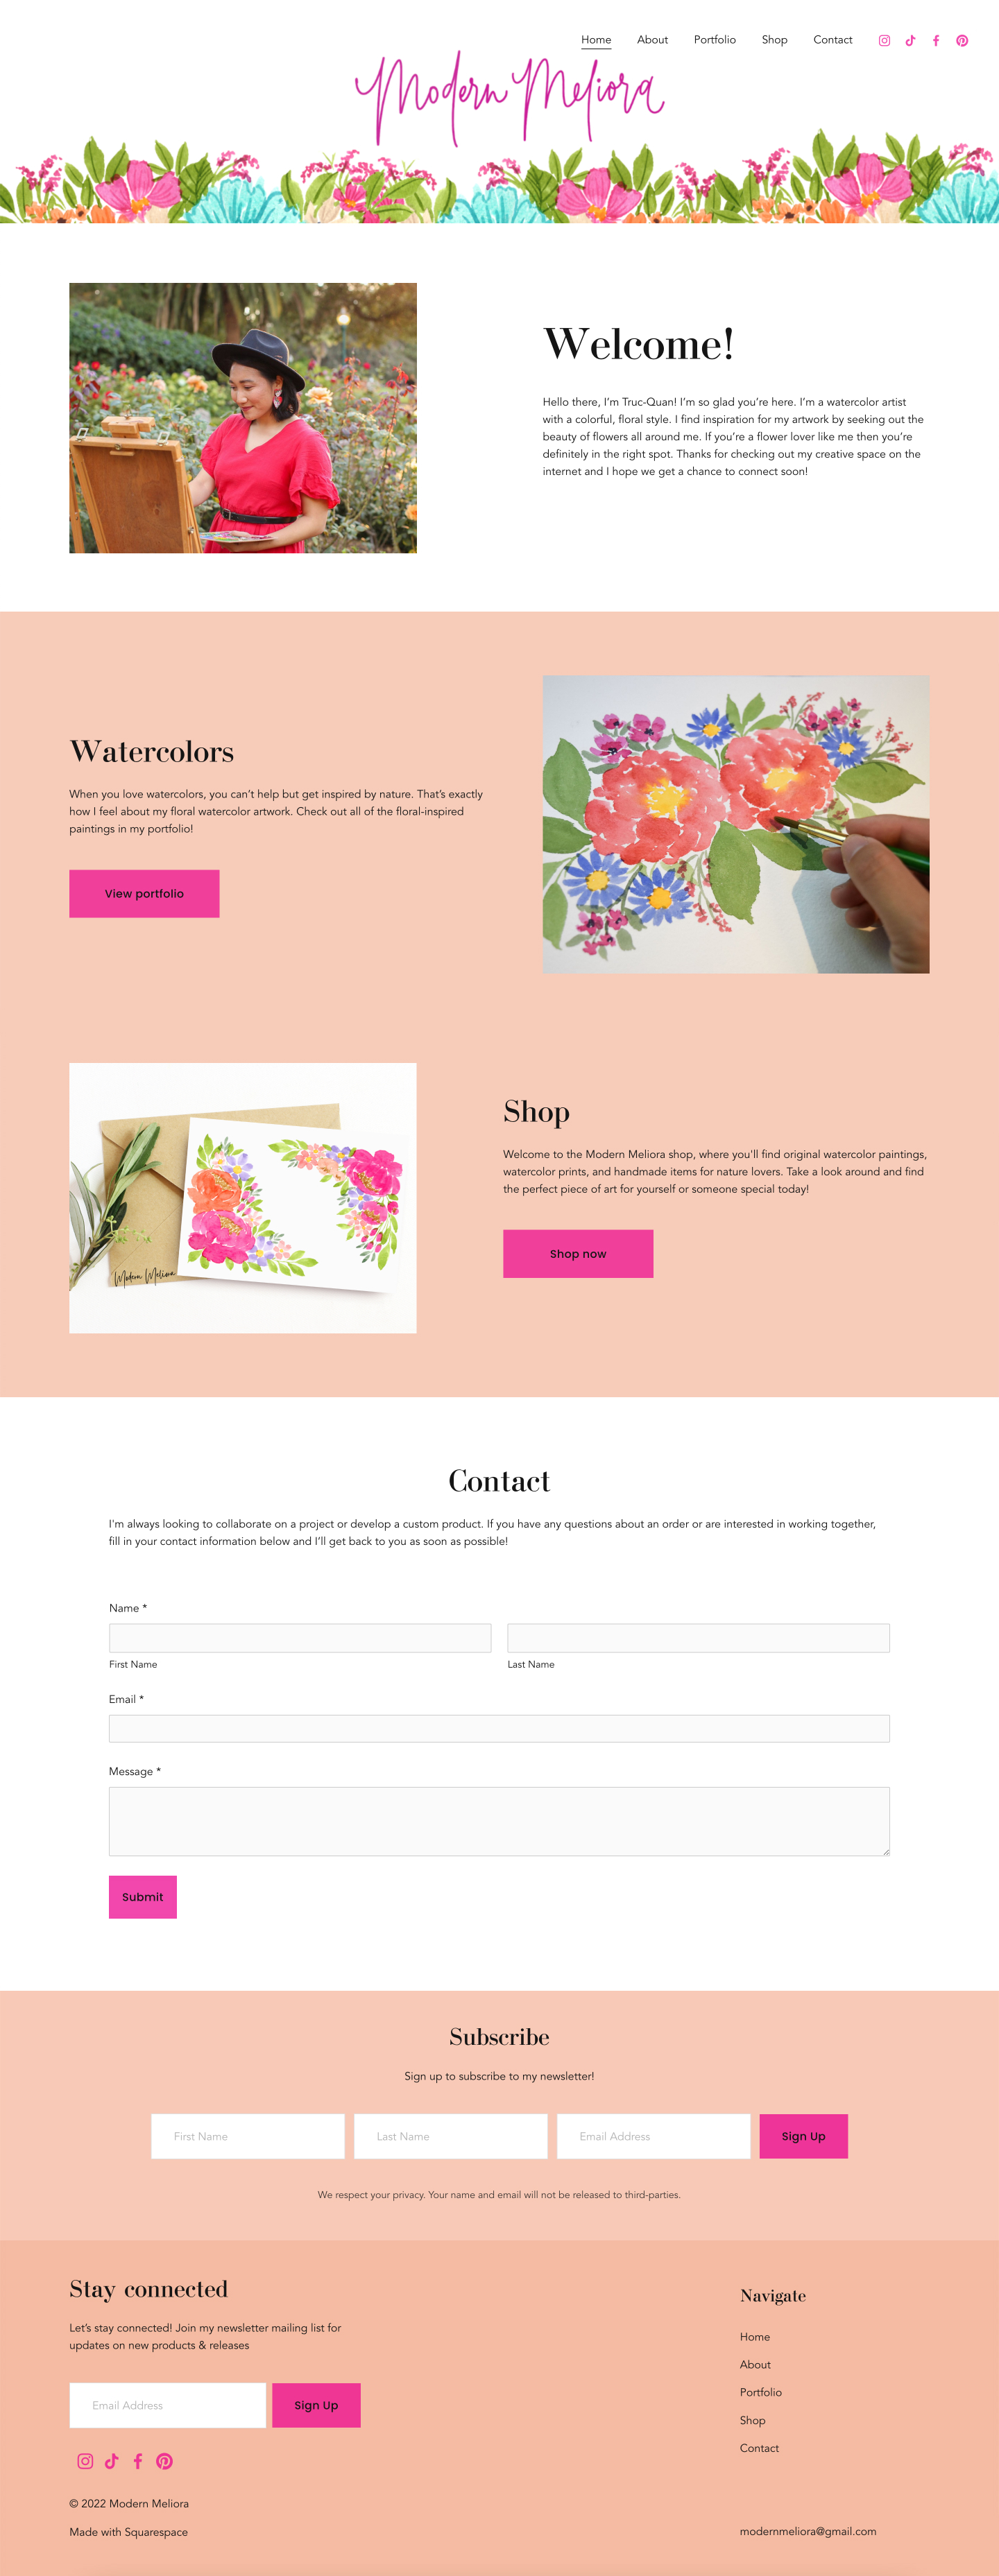 Home About Portfolio Shop Contact
Modern Meliora
Welcome!
Hello there, I’m Truc-Quan! I’m so glad you’re here. I’m a watercolor artist
with a colorful, floral style. I find inspiration for my artwork by seeking out the
beauty of flowers all around me. If you’re a flower lover like me then you’re
definitely in the right spot. Thanks for checking out my creative space on the
internet and I hope we get a chance to connect soon!
Watercolors
When you love watercolors, you can’t help but get inspired by nature. That’s exactly
how I feel about my floral watercolor artwork. Check out all of the floral-inspired
paintings in my portfolio!
View portfolio
Modern Meliora
Shop
Welcome to the Modern Meliora shop, where you'll find original watercolor paintings,
watercolor prints, and handmade items for nature lovers. Take a look around and find
the perfect piece of art for yourself or someone special today!
Shop now
Contact
I'm always looking to collaborate on a project or develop a custom product. If you have any questions about an order or are interested in working together,
fill in your contact information below and I’ll get back to you as soon as possible!
Name *
First Name
Last Name
Email *
Message *
Submit
Subscribe
Sign up to subscribe to my newsletter!
First Name
Last Name
Email Address
Sign Up
We respect your privacy. Your name and email will not be released to third-parties.
Stay connected
Let’s stay connected! Join my newsletter mailing list for
updates on new products & releases
Email Address
Sign Up
© 2022 Modern Meliora
Made with Squarespace
Navigate
Home
About
Portfolio
Shop
Contact
modernmeliora@gmail.com